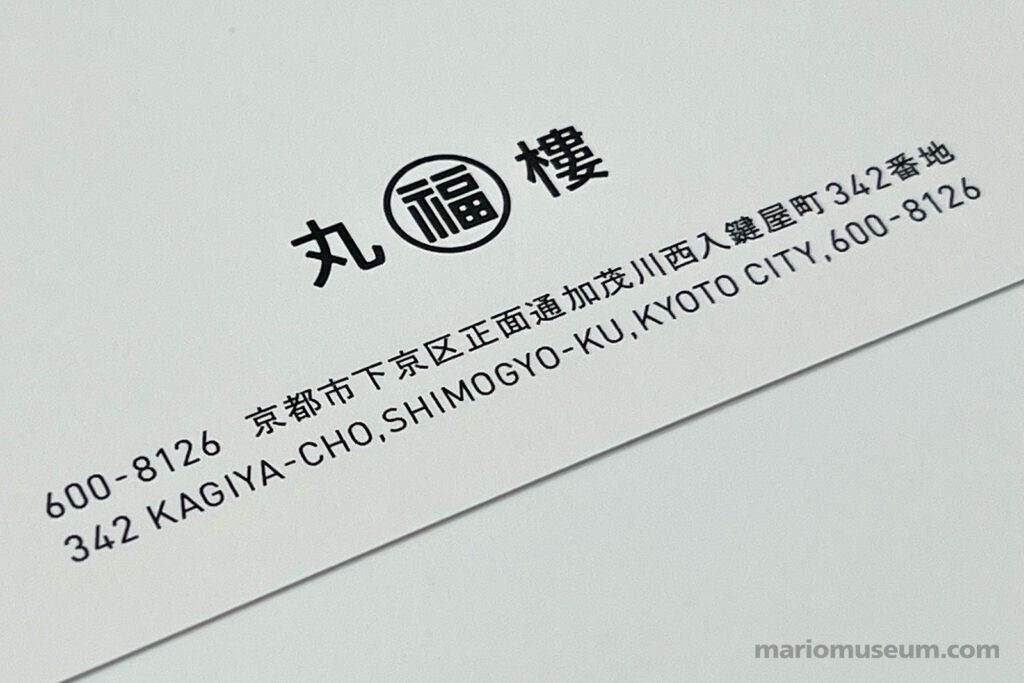 丸福樓
600-8126 京都市下京区正面通加茂川西入鍵屋町342番地
342 KAGIYA-CHO,SHIMOGYO-KU,KYOTO CITY,600-8126
mariomuseum.com